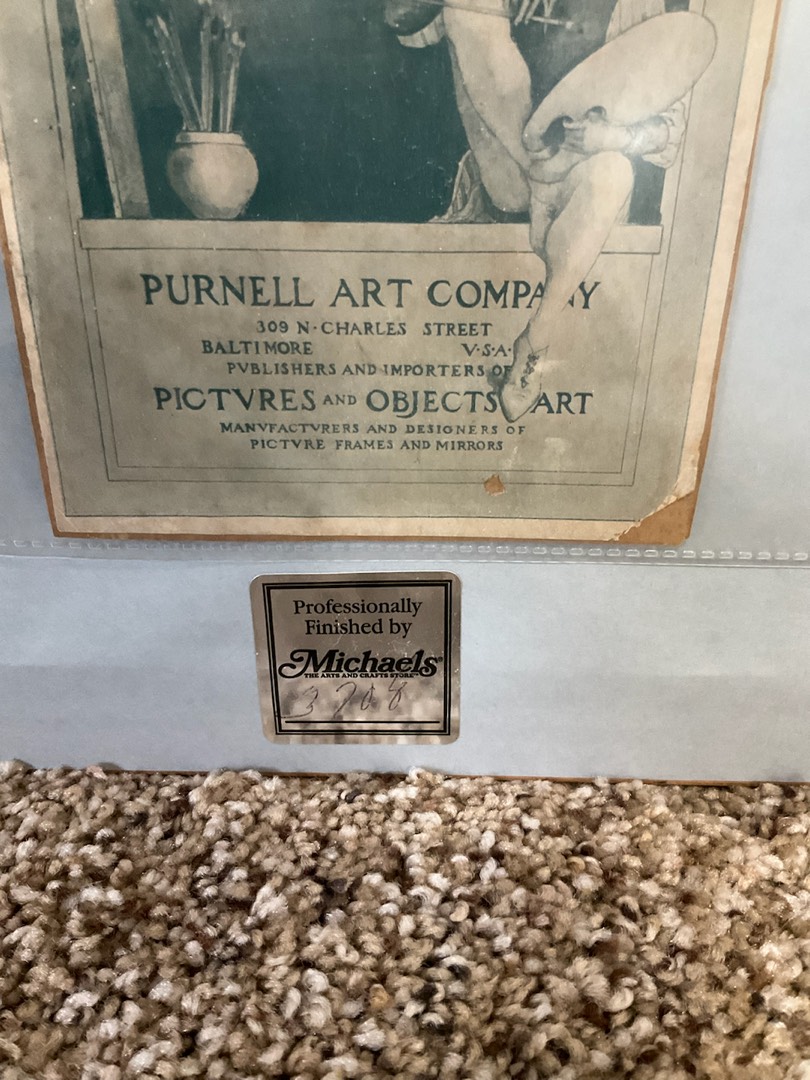 PURNELL ART COMPANY
309 N·CHARLES STREET
BALTIMORE V·S·A·
PVBLISHERS AND IMPORTERS OF
PICTVRES AND OBJECTS ART
MANVFACTVRERS AND DESIGNERS OF
PICTVRE FRAMES AND MIRRORS
Professionally
Finished by
Michaels®
THE ARTS AND CRAFTS STORE™
3708